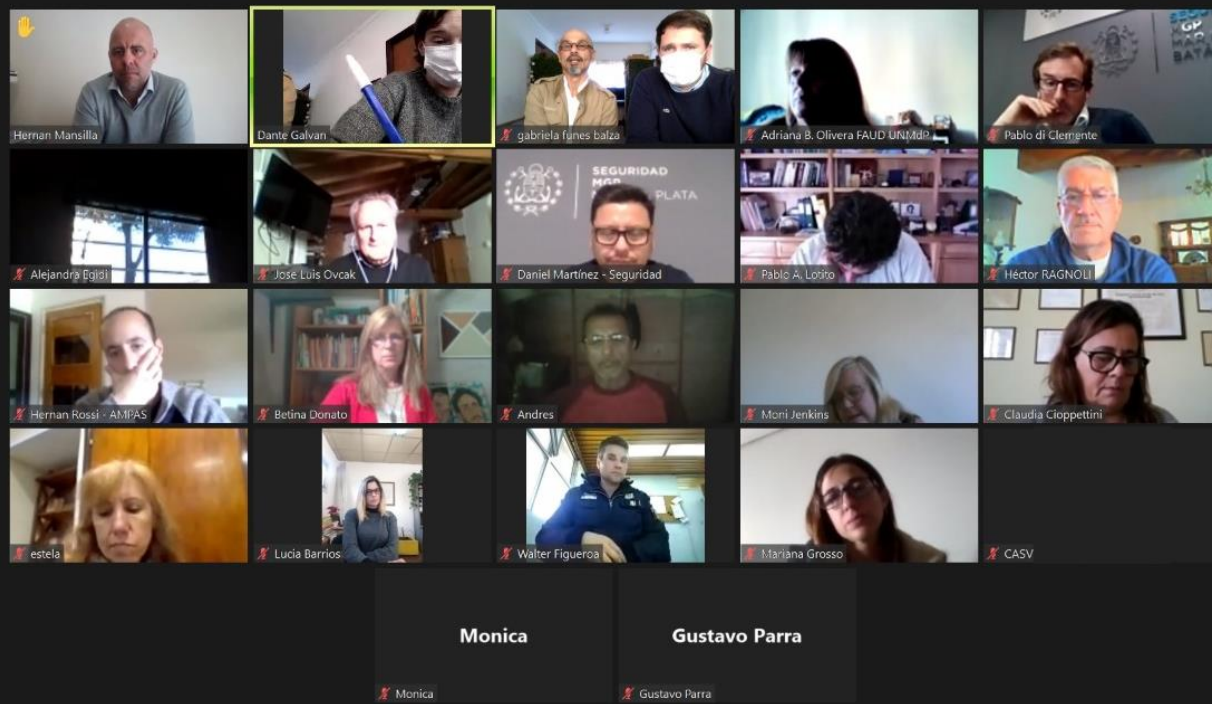 Hernan Mansilla
Dante Galvan
gabriela funes balza
Adriana B. Olivera FAUD UNMdP
Pablo di Clemente
GP
BATA
Alejandra Egidi
Jose Luis Ovcak
SEGURIDAD
MGP
PLATA
Daniel Martínez - Seguridad
Pablo A. Lotito
Héctor RAGNOLI
Hernan Rossi - AMPAS
Betina Donato
Andres
Moni Jenkins
Claudia Cioppettini
estela
Lucia Barrios
Walter Figueroa
Mariana Grosso
CASV
Monica
Monica
Gustavo Parra
Gustavo Parra